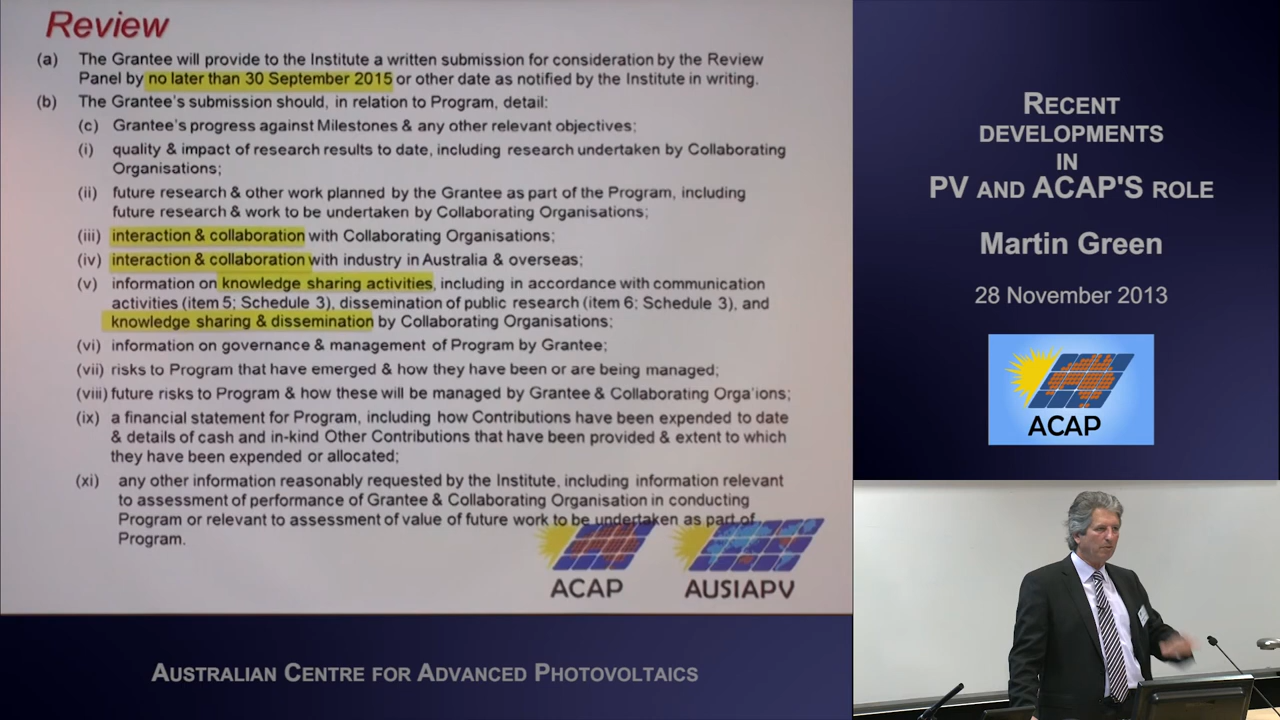 Review
(a) The Grantee will provide to the Institute a written submission for consideration by the Review
Panel by no later than 30 September 2015 or other date as notified by the Institute in writing.
(b) The Grantee's submission should, in relation to Program, detail:
(c) Grantee's progress against Milestones & any other relevant objectives;
(i) quality & impact of research results to date, including research undertaken by Collaborating
Organisations;
(ii) future research & other work planned by the Grantee as part of the Program, including
future research & work to be undertaken by Collaborating Organisations;
(iii) interaction & collaboration with Collaborating Organisations;
(iv) interaction & collaboration with industry in Australia & overseas;
(v) information on knowledge sharing activities, including in accordance with communication
activities (item 5; Schedule 3), dissemination of public research (item 6; Schedule 3), and
knowledge sharing & dissemination by Collaborating Organisations;
(vi) information on governance & management of Program by Grantee;
(vii) risks to Program that have emerged & how they have been or are being managed;
(viii) future risks to Program & how these will be managed by Grantee & Collaborating Orga'ions;
(ix) a financial statement for Program, including how Contributions have been expended to date
& details of cash and in-kind Other Contributions that have been provided & extent to which
they have been expended or allocated;
(xi) any other information reasonably requested by the Institute, including information relevant
to assessment of performance of Grantee & Collaborating Organisation in conducting
Program or relevant to assessment of value of future work to be undertaken as part of
Program.
ACAP
AUSIAPV
AUSTRALIAN CENTRE FOR ADVANCED PHOTOVOLTAICS
RECENT
DEVELOPMENTS
IN
PV AND ACAP'S ROLE
Martin Green
28 November 2013
ACAP